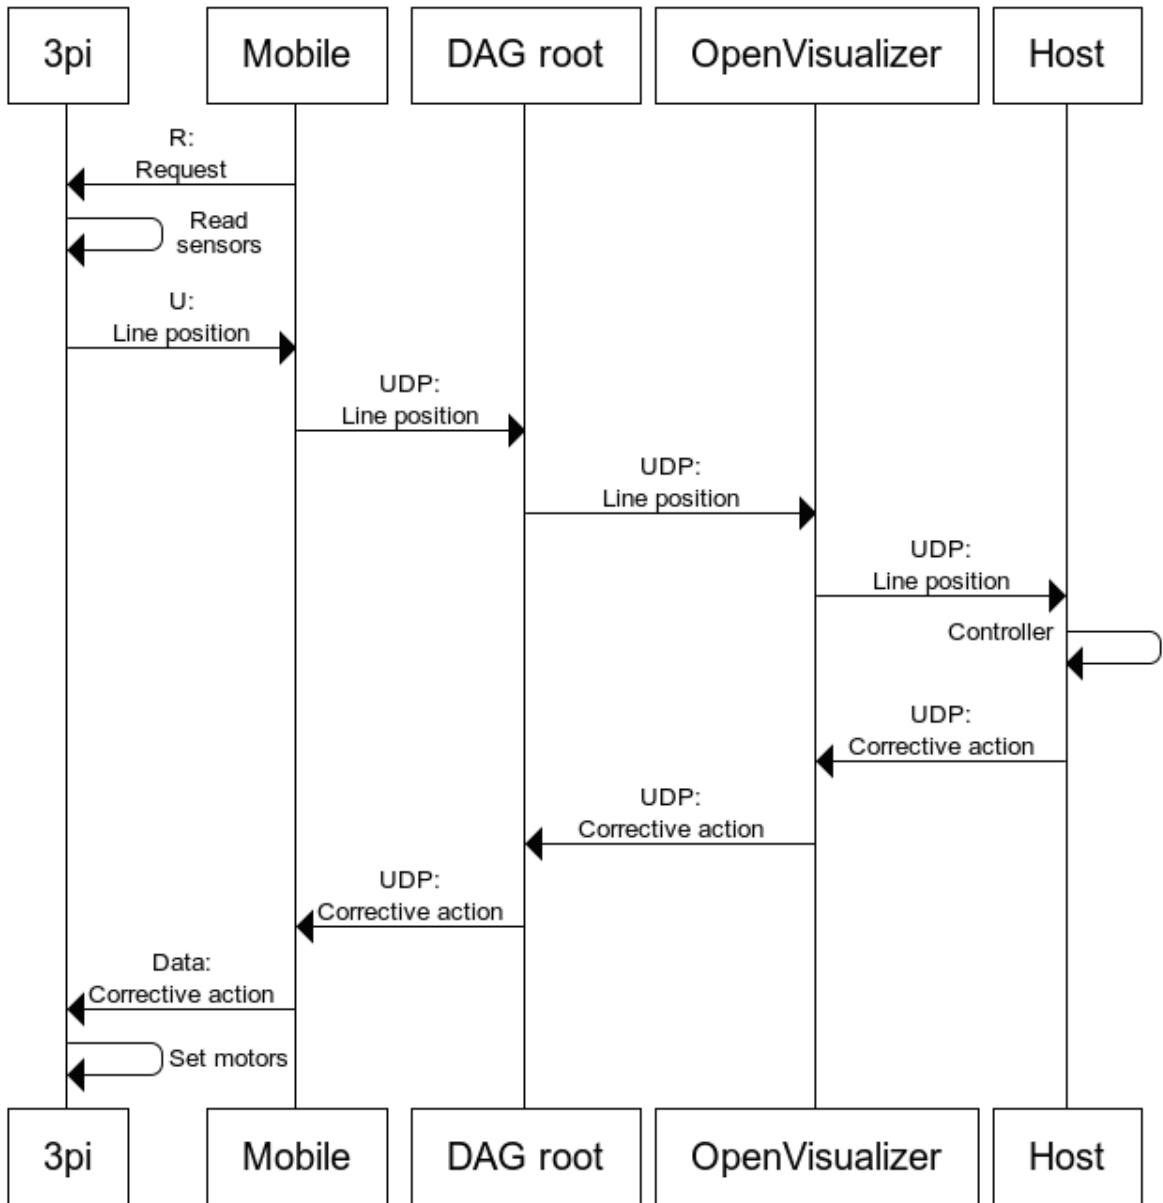 3pi
Mobile
DAG root
OpenVisualizer
Host
R:
Request
Read
sensors
U:
Line position
UDP:
Line position
UDP:
Line position
UDP:
Line position
Controller
UDP:
Corrective action
UDP:
Corrective action
UDP:
Corrective action
Data:
Corrective action
Set motors
3pi
Mobile
DAG root
OpenVisualizer
Host